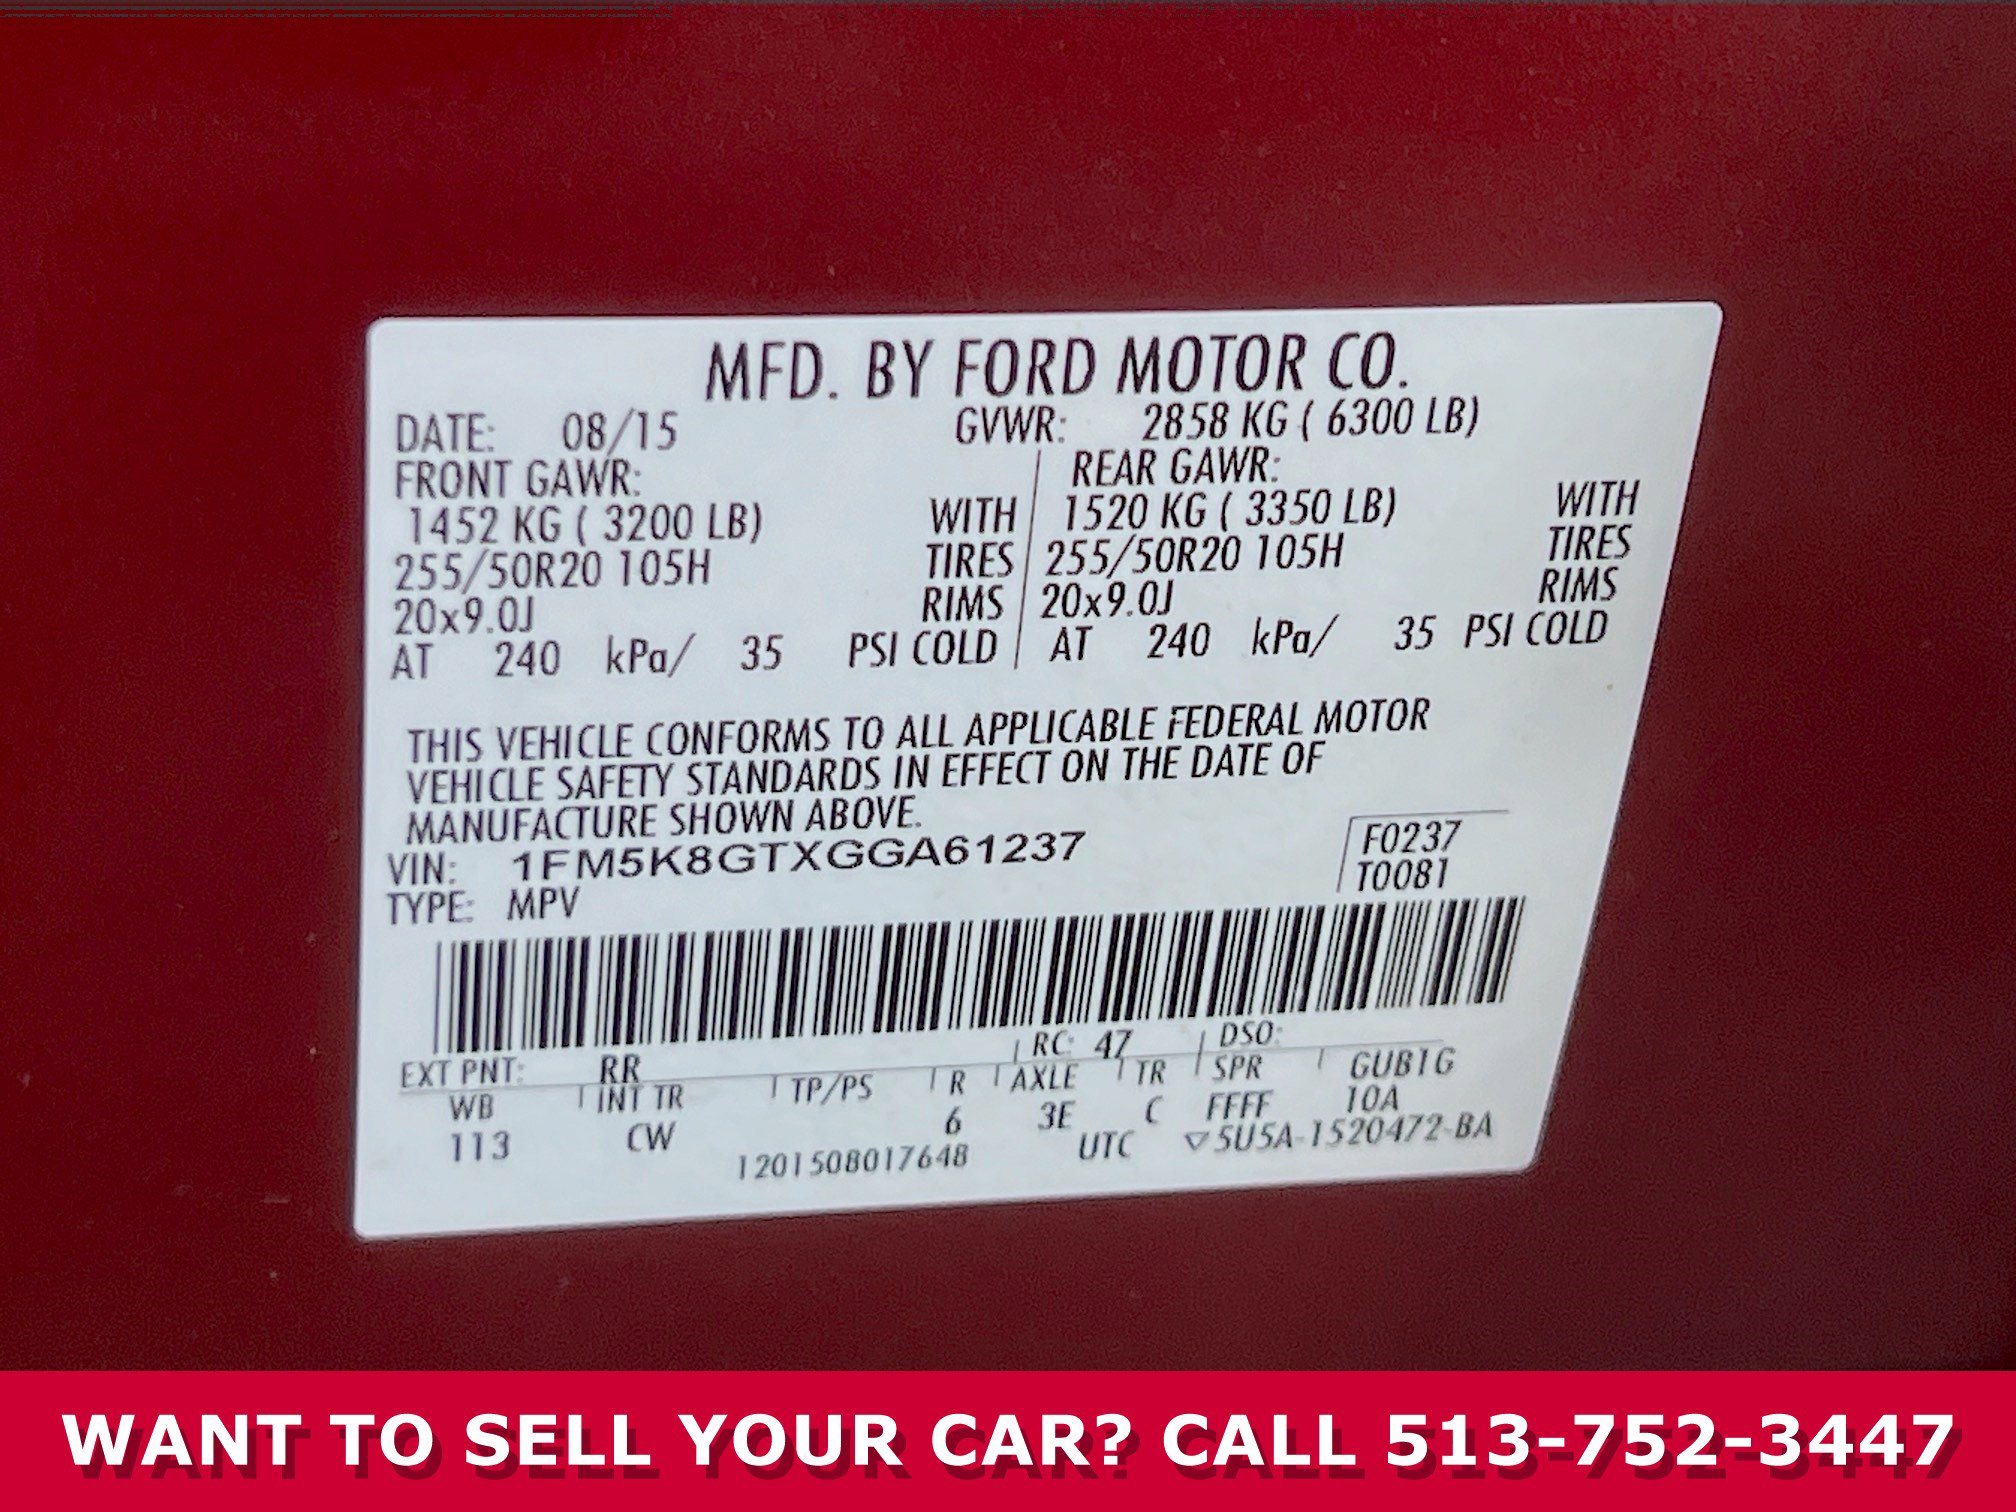 MFD. BY FORD MOTOR CO.
DATE: 08/15 GVWR: 2858 KG ( 6300 LB)
FRONT GAWR: REAR GAWR:
1452 KG ( 3200 LB) WITH 1520 KG ( 3350 LB) WITH
255/50R20 105H TIRES 255/50R20 105H TIRES
20x9.0J RIMS 20x9.0J RIMS
AT 240 kPa/ 35 PSI COLD AT 240 kPa/ 35 PSI COLD
THIS VEHICLE CONFORMS TO ALL APPLICABLE FEDERAL MOTOR
VEHICLE SAFETY STANDARDS IN EFFECT ON THE DATE OF
MANUFACTURE SHOWN ABOVE.
VIN: 1FM5K8GTXGGA61237 F0237
TYPE: MPV T0081
EXT PNT: RR RC: 47 DSO:
WB INT TR TP/PS R AXLE TR SPR GUB1G
113 CW 6 3E C FFFF 10A
1201508017648 UTC ▽5U5A-1520472-BA
WANT TO SELL YOUR CAR? CALL 513-752-3447